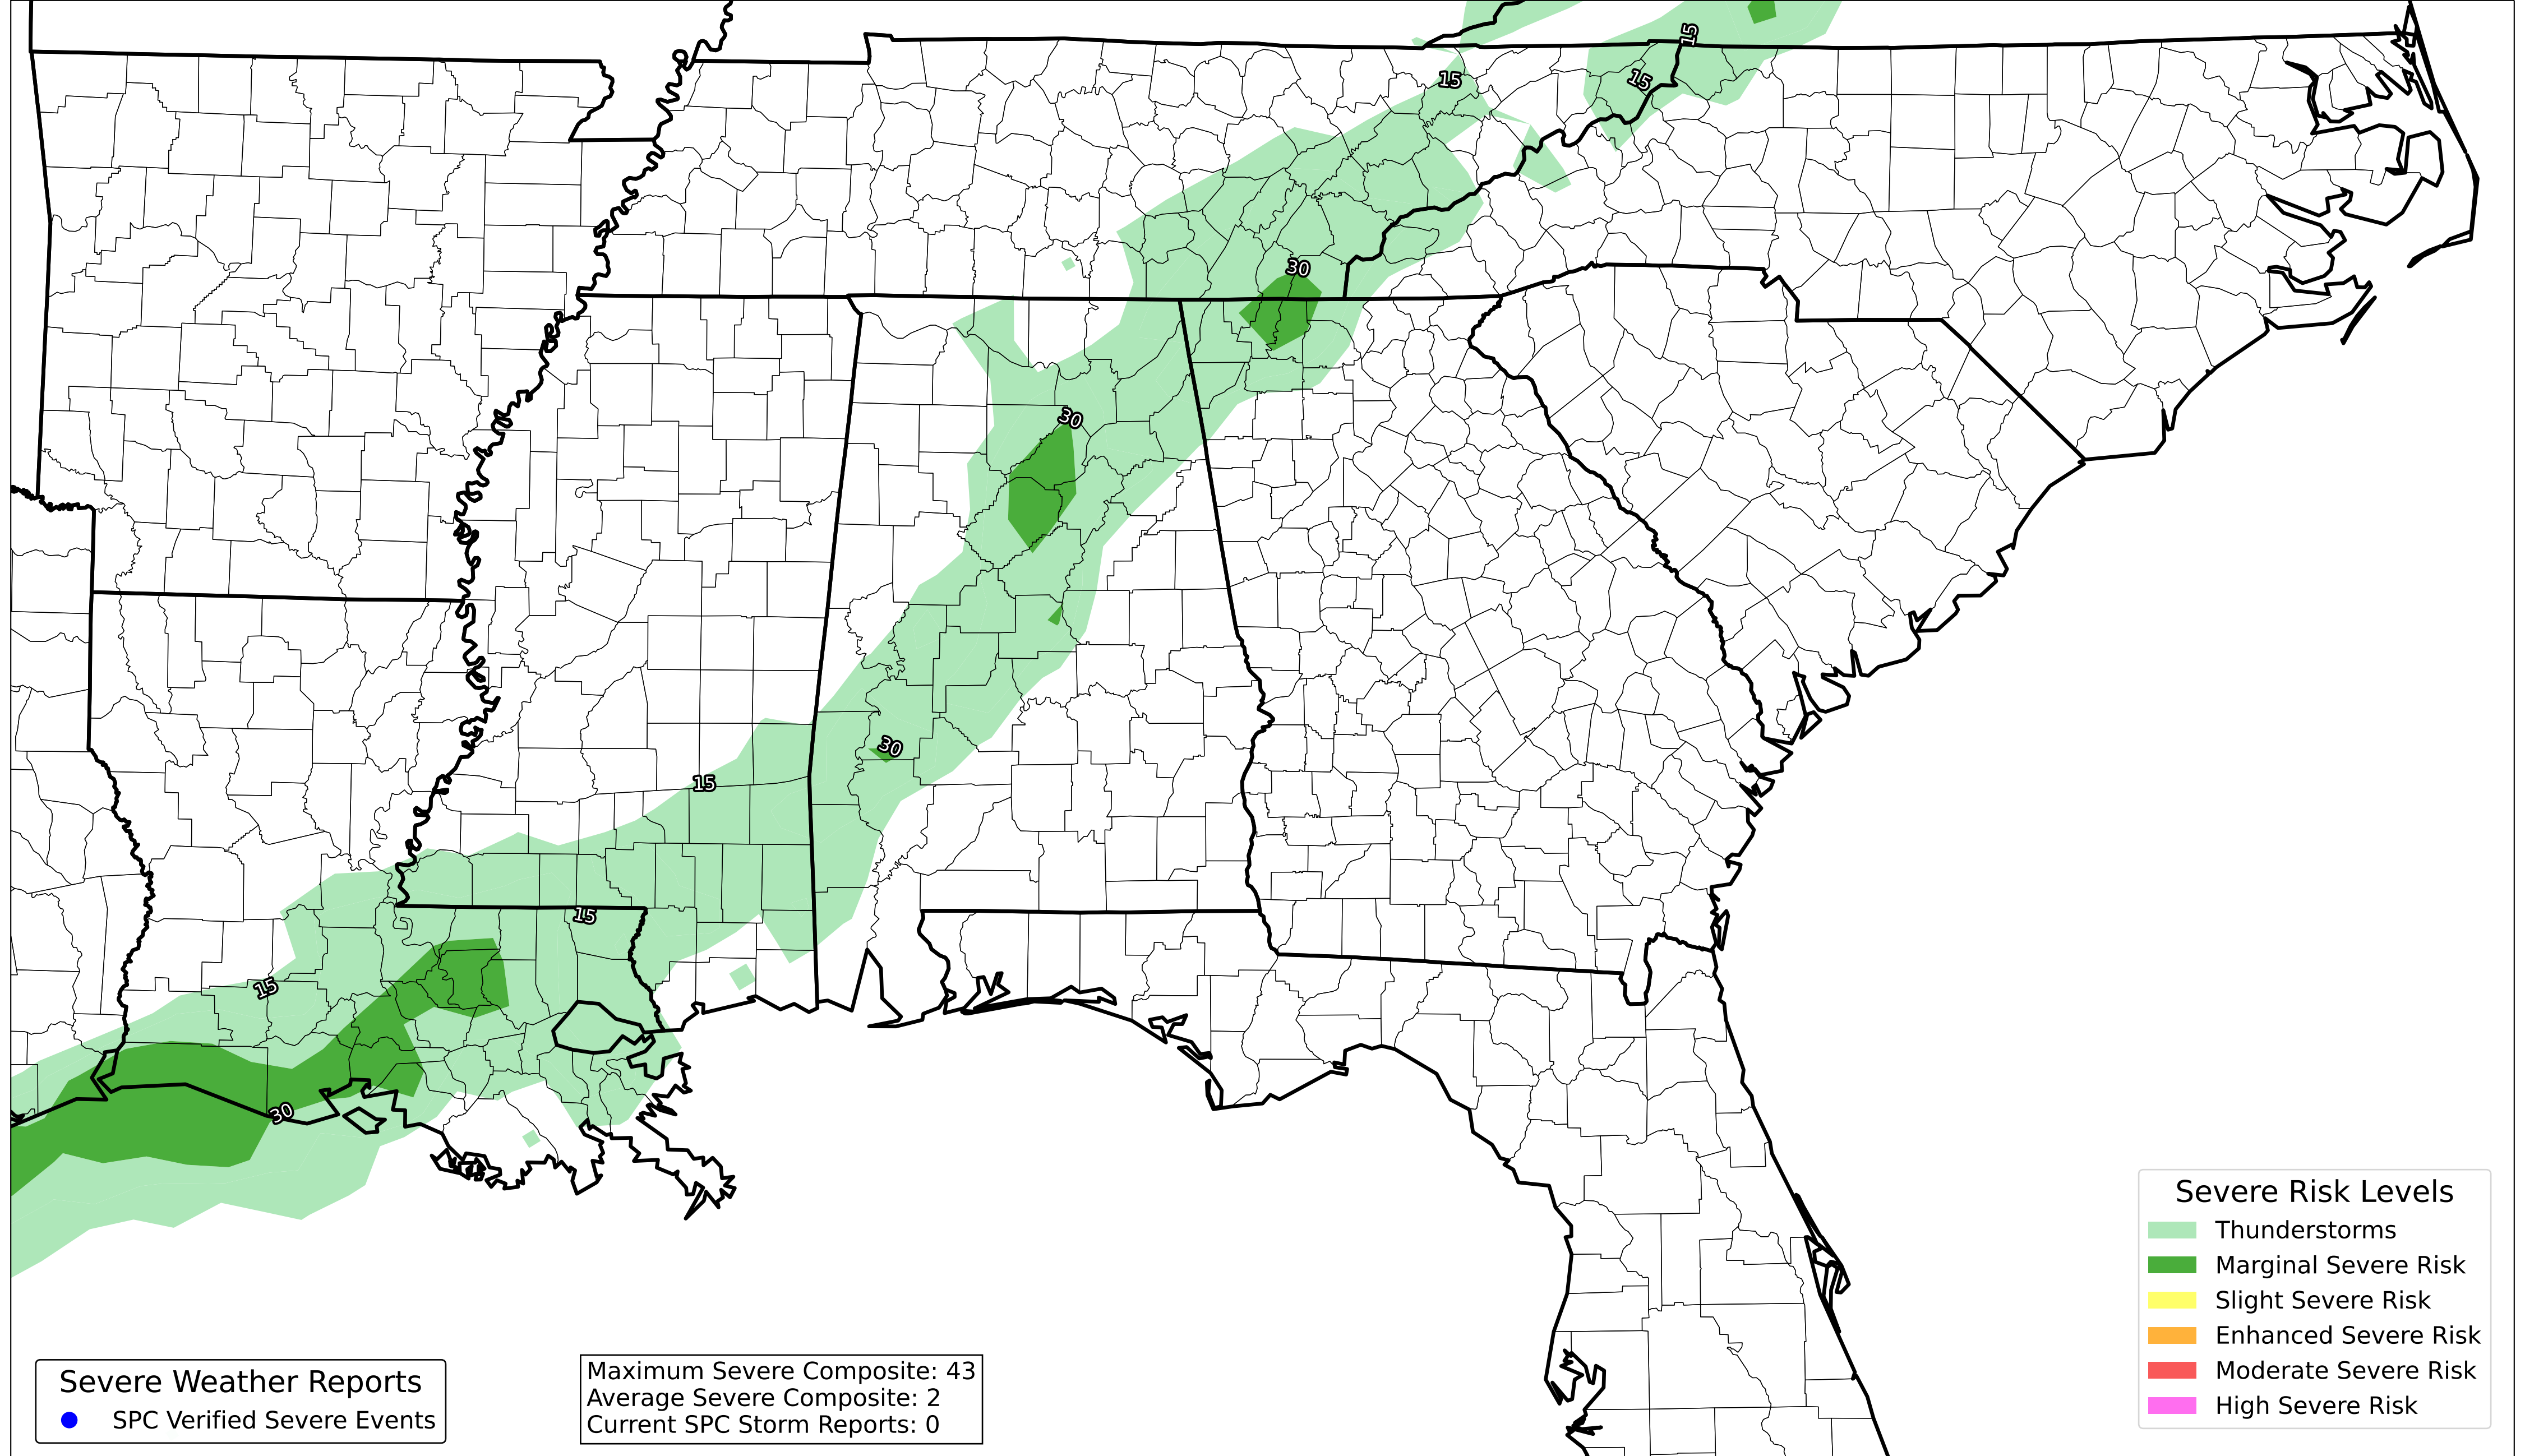 15
15
15
30
30
30
15
15
15
30
Severe Risk Levels
Thunderstorms
Marginal Severe Risk
Slight Severe Risk
Enhanced Severe Risk
Moderate Severe Risk
High Severe Risk
Severe Weather Reports
SPC Verified Severe Events
Maximum Severe Composite: 43
Average Severe Composite: 2
Current SPC Storm Reports: 0